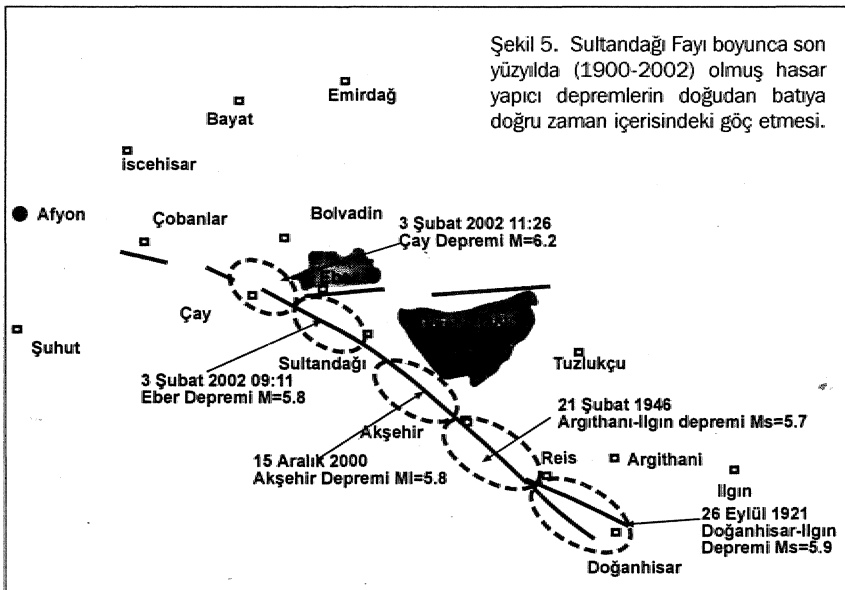 Şekil 5. Sultandağı Fayı boyunca son
yüzyılda (1900-2002) olmuş hasar
yapıcı depremlerin doğudan batıya
doğru zaman içerisindeki göç etmesi.
Emirdağ
Bayat
iscehisar
Afyon
Çobanlar
Bolvadin
3 Şubat 2002 11:26
Çay Depremi M=6.2
Eber
Çay
Şuhut
Sultandağı
Tuzlukçu
3 Şubat 2002 09:11
Eber Depremi M=5.8
21 Şubat 1946
Argıthanı-Ilgın depremi Ms=5.7
Akşehir
15 Aralık 2000
Akşehir Depremi Ml=5.8
Reis
Argithani
Ilgın
26 Eylül 1921
Doğanhisar-Ilgın
Depremi Ms=5.9
Doğanhisar